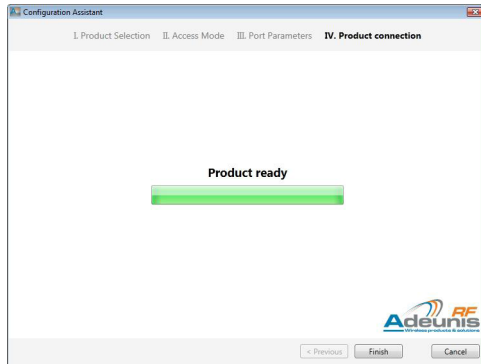 Configuration Assistant
I. Product Selection II. Access Mode III. Port Parameters IV. Product connection
Product ready
Adeunis RF
Wireless products & solutions
< Previous Finish Cancel